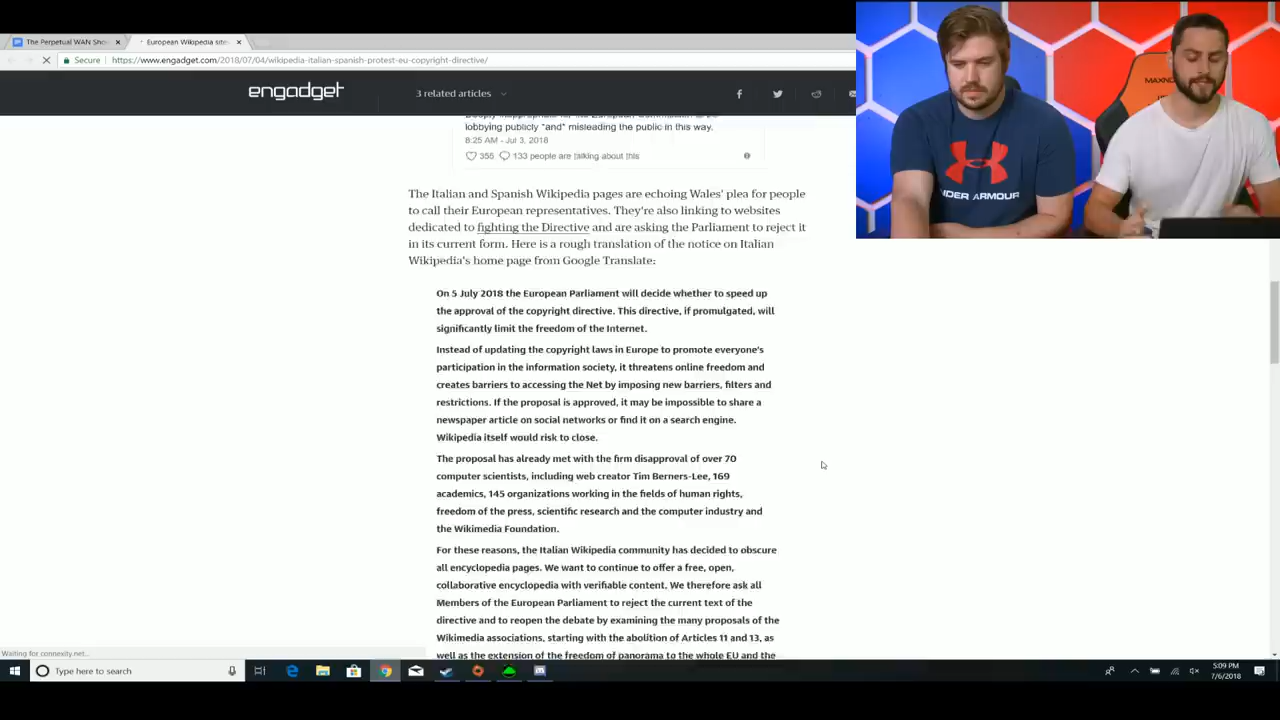 The Perpetual WAN Sho
European Wikipedia site
Secure
https://www.engadget.com/2018/07/04/wikipedia-italian-spanish-protest-eu-copyright-directive/
engadget
3 related articles
lobbying publicly *and* misleading the public in this way.
8:25 AM - Jul 3, 2018
355
133 people are talking about this
The Italian and Spanish Wikipedia pages are echoing Wales' plea for people
to call their European representatives. They're also linking to websites
dedicated to fighting the Directive and are asking the Parliament to reject it
in its current form. Here is a rough translation of the notice on Italian
Wikipedia's home page from Google Translate:
On 5 July 2018 the European Parliament will decide whether to speed up
the approval of the copyright directive. This directive, if promulgated, will
significantly limit the freedom of the Internet.
Instead of updating the copyright laws in Europe to promote everyone's
participation in the information society, it threatens online freedom and
creates barriers to accessing the Net by imposing new barriers, filters and
restrictions. If the proposal is approved, it may be impossible to share a
newspaper article on social networks or find it on a search engine.
Wikipedia itself would risk to close.
The proposal has already met with the firm disapproval of over 70
computer scientists, including web creator Tim Berners-Lee, 169
academics, 145 organizations working in the fields of human rights,
freedom of the press, scientific research and the computer industry and
the Wikimedia Foundation.
For these reasons, the Italian Wikipedia community has decided to obscure
all encyclopedia pages. We want to continue to offer a free, open,
collaborative encyclopedia with verifiable content. We therefore ask all
Members of the European Parliament to reject the current text of the
directive and to reopen the debate by examining the many proposals of the
Wikimedia associations, starting with the abolition of Articles 11 and 13, as
well as the extension of the freedom of panorama to the whole EU and the
Waiting for connexity.net...
Type here to search
5:09 PM
7/6/2018
UNDER ARMOUR
MAXNO